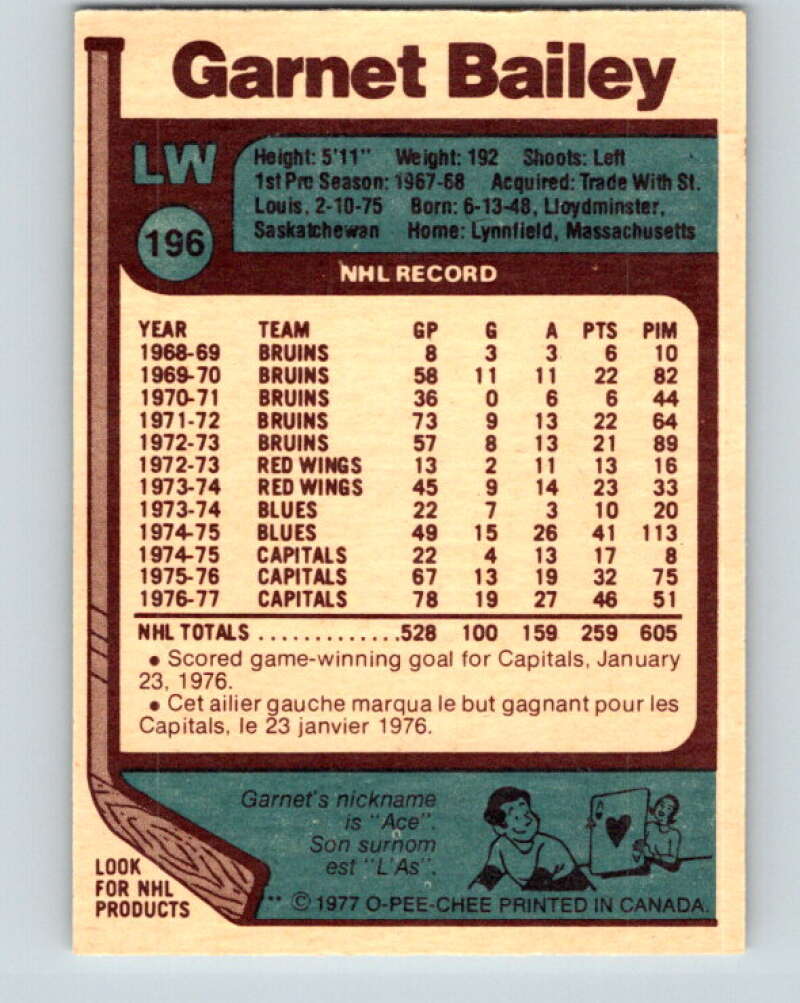 Garnet Bailey
LW
196
Height: 5'11" Weight: 192 Shoots: Left
1st Pro Season: 1967-68 Acquired: Trade With St.
Louis, 2-10-75 Born: 6-13-48, Lloydminster,
Saskatchewan Home: Lynnfield, Massachusetts
NHL RECORD
YEAR TEAM GP G A PTS PIM
1968-69 BRUINS 8 3 3 6 10
1969-70 BRUINS 58 11 11 22 82
1970-71 BRUINS 36 0 6 6 44
1971-72 BRUINS 73 9 13 22 64
1972-73 BRUINS 57 8 13 21 89
1972-73 RED WINGS 13 2 11 13 16
1973-74 RED WINGS 45 9 14 23 33
1973-74 BLUES 22 7 3 10 20
1974-75 BLUES 49 15 26 41 113
1974-75 CAPITALS 22 4 13 17 8
1975-76 CAPITALS 67 13 19 32 75
1976-77 CAPITALS 78 19 27 46 51
NHL TOTALS .............528 100 159 259 605
• Scored game-winning goal for Capitals, January
23, 1976.
• Cet ailier gauche marqua le but gagnant pour les
Capitals, le 23 janvier 1976.
Garnet's nickname
is "Ace".
Son surnom
est "L'As".
A
LOOK
FOR NHL
PRODUCTS
** © 1977 O-PEE-CHEE PRINTED IN CANADA.